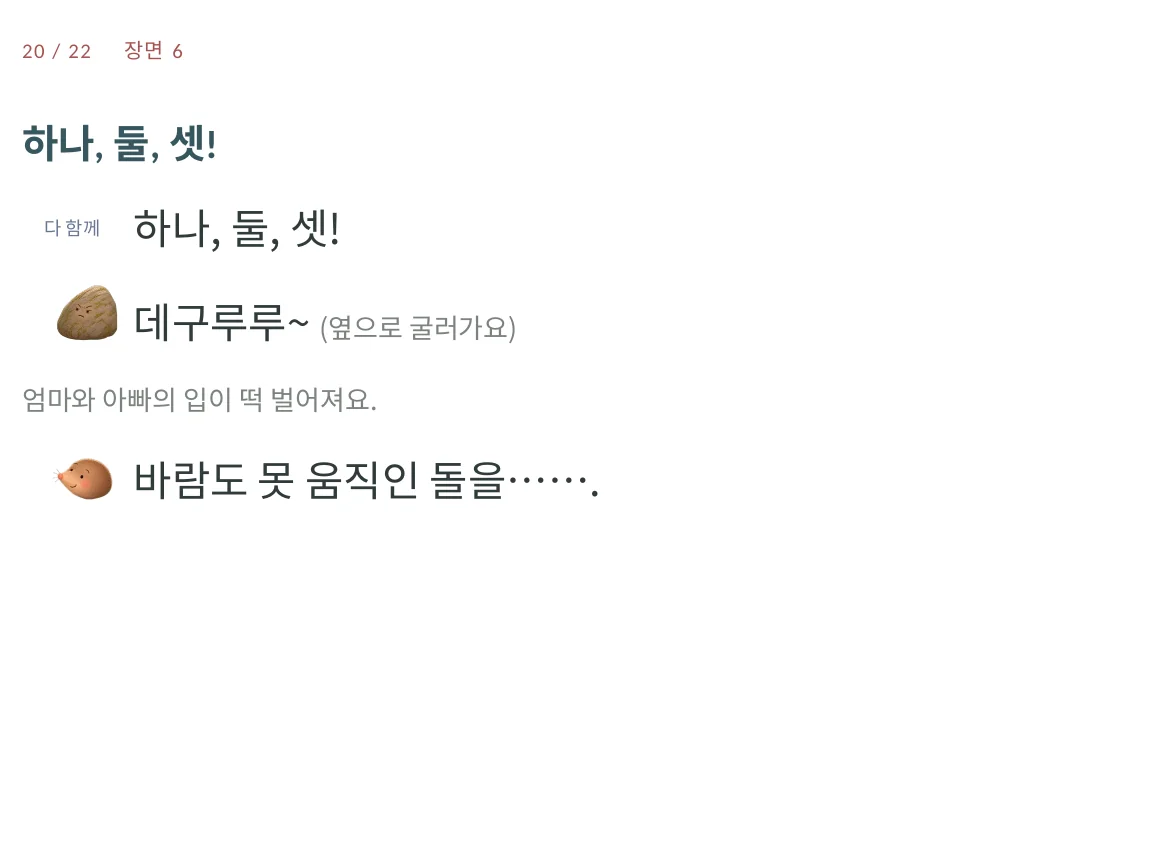 20 / 22 장면 6
하나, 둘, 셋!
다 함께 하나, 둘, 셋!
데구루루~ (옆으로 굴러가요)
엄마와 아빠의 입이 떡 벌어져요.
바람도 못 움직인 돌을…….